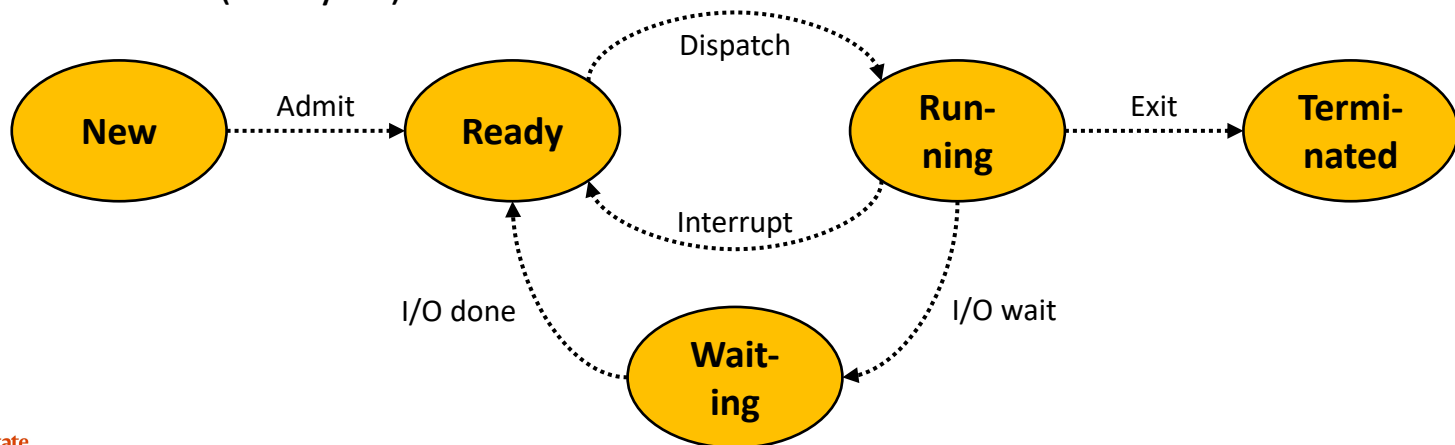 Dispatch
New
Admit
Ready
Run-
ning
Exit
Termi-
nated
Interrupt
I/O done
I/O wait
Wait-
ing